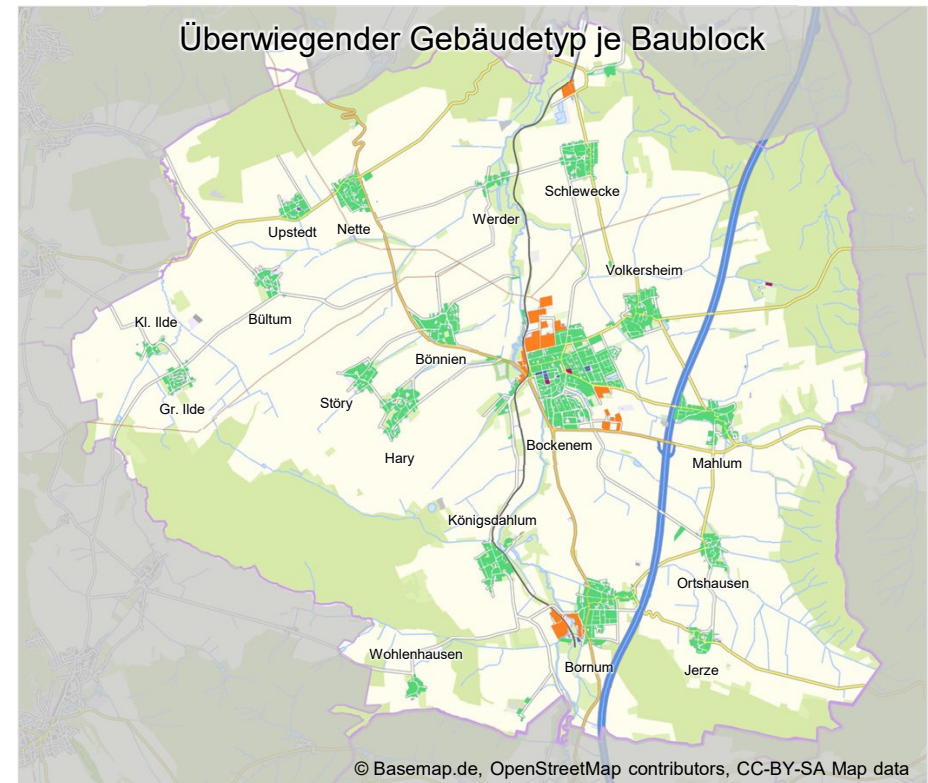 Überwiegender Gebäudetyp je Baublock
Schlewecke
Werder
Upstedt
Nette
Volkersheim
Bültum
Kl. Ilde
Bönnien
Störy
Gr. Ilde
Bockenem
Hary
Mahlum
Königsdahlum
Ortshausen
Wohlenhausen
Bornum
Jerze
© Basemap.de, OpenStreetMap contributors, CC-BY-SA Map data